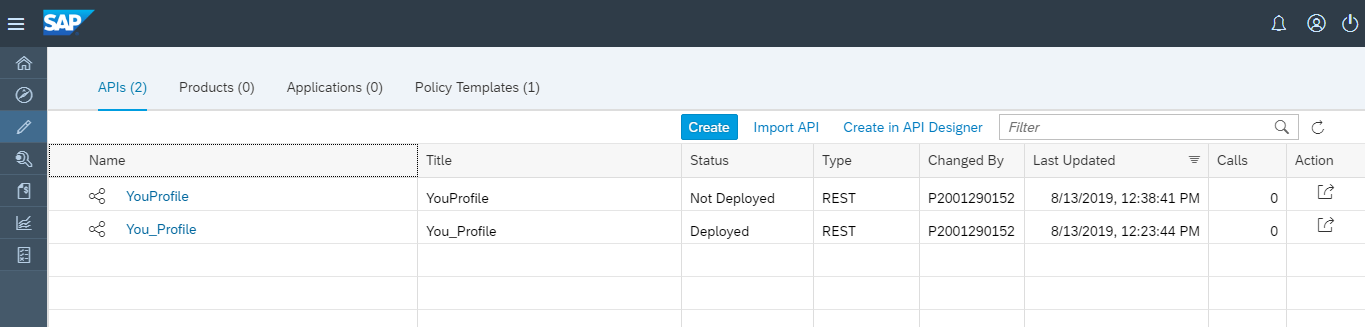 SAP
APIs (2) Products (0) Applications (0) Policy Templates (1)
Create Import API Create in API Designer Filter
Name Title Status Type Changed By Last Updated Calls Action
YouProfile YouProfile Not Deployed REST P2001290152 8/13/2019, 12:38:41 PM 0
You_Profile You_Profile Deployed REST P2001290152 8/13/2019, 12:23:44 PM 0